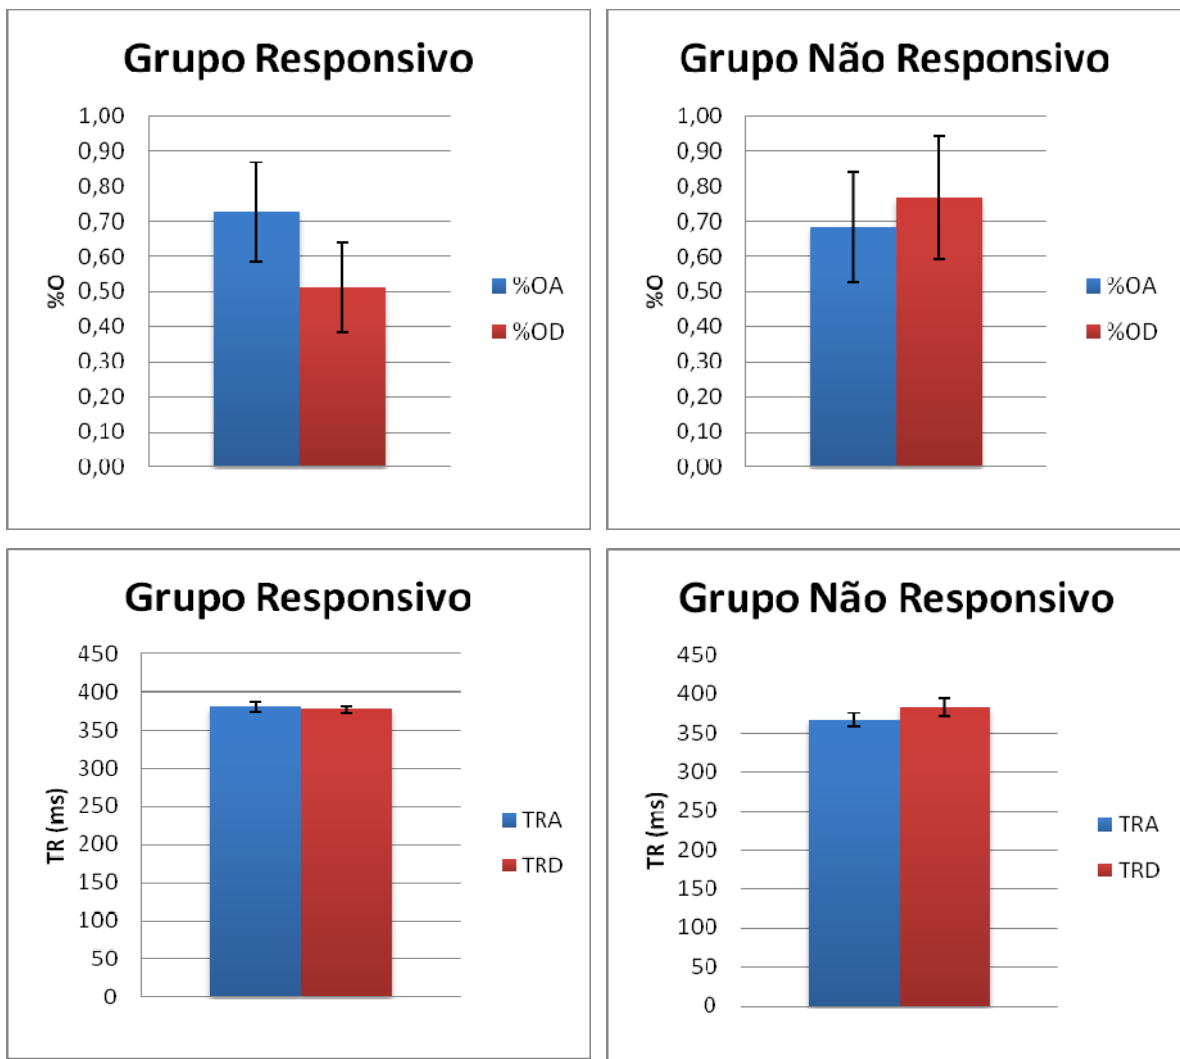 Grupo Responsivo
1,00
0,90
0,80
0,70
0,60
0,50
0,40
0,30
0,20
0,10
0,00
%O
%OA
%OD
Grupo Não Responsivo
1,00
0,90
0,80
0,70
0,60
0,50
0,40
0,30
0,20
0,10
0,00
%O
%OA
%OD
Grupo Responsivo
450
400
350
300
250
200
150
100
50
0
TR (ms)
TRA
TRD
Grupo Não Responsivo
450
400
350
300
250
200
150
100
50
0
TR (ms)
TRA
TRD